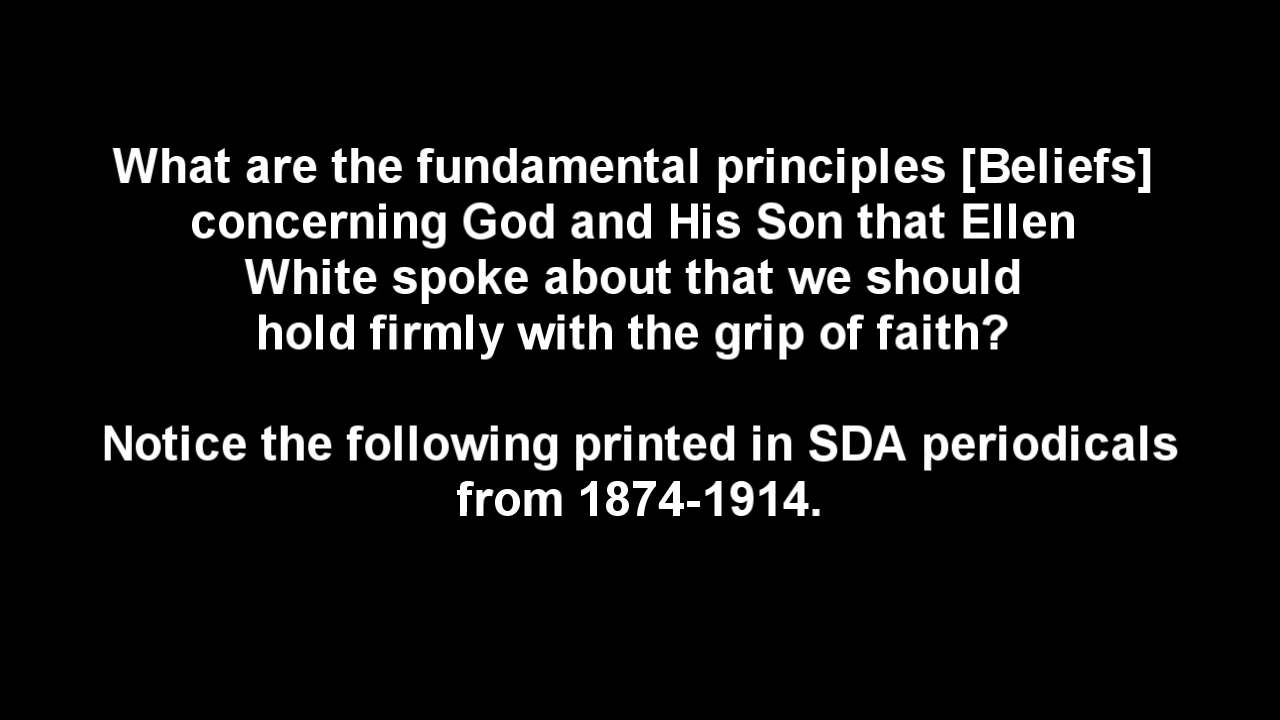 What are the fundamental principles [Beliefs]
concerning God and His Son that Ellen
White spoke about that we should
hold firmly with the grip of faith?
Notice the following printed in SDA periodicals
from 1874-1914.